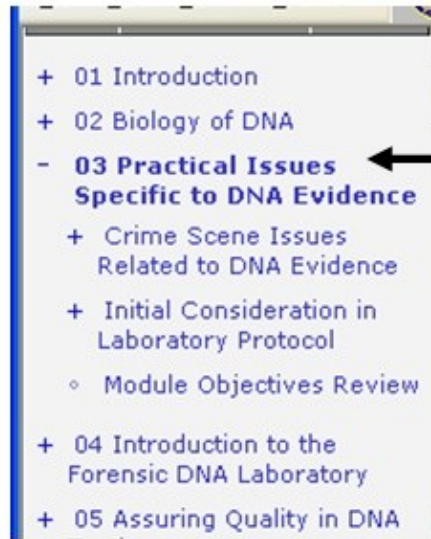 + 01 Introduction
+ 02 Biology of DNA
- 03 Practical Issues
Specific to DNA Evidence
+ Crime Scene Issues
Related to DNA Evidence
+ Initial Consideration in
Laboratory Protocol
◦ Module Objectives Review
+ 04 Introduction to the
Forensic DNA Laboratory
+ 05 Assuring Quality in DNA